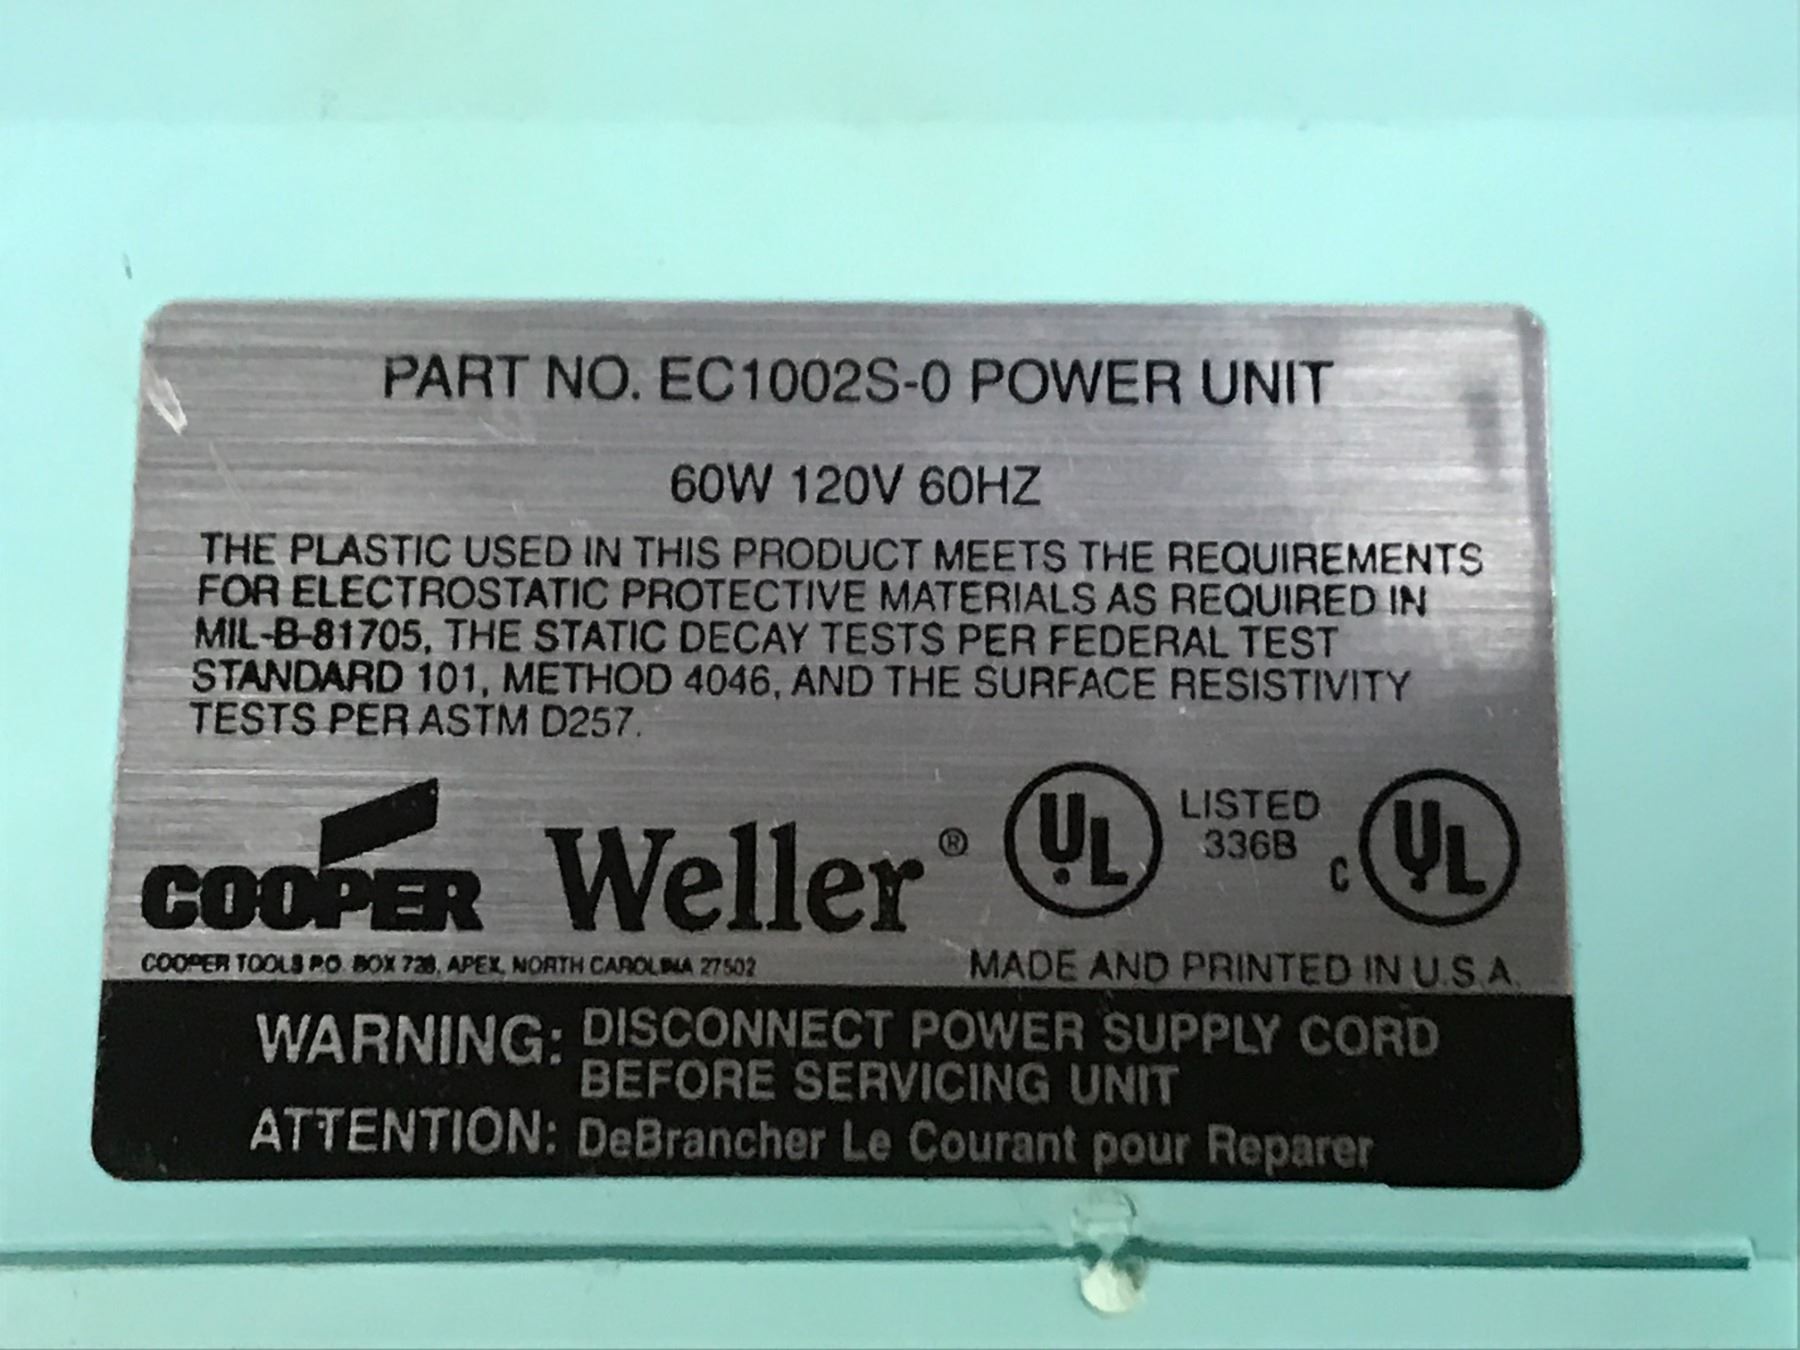 PART NO. EC1002S-0 POWER UNIT
60W 120V 60HZ
THE PLASTIC USED IN THIS PRODUCT MEETS THE REQUIREMENTS
FOR ELECTROSTATIC PROTECTIVE MATERIALS AS REQUIRED IN
MIL-B-81705, THE STATIC DECAY TESTS PER FEDERAL TEST
STANDARD 101, METHOD 4046, AND THE SURFACE RESISTIVITY
TESTS PER ASTM D257.
COOPER Weller ® UL LISTED 336B C UL
COOPER TOOLS P.O. BOX 728, APEX, NORTH CAROLINA 27502
MADE AND PRINTED IN U.S.A.
WARNING: DISCONNECT POWER SUPPLY CORD
BEFORE SERVICING UNIT
ATTENTION: DeBrancher Le Courant pour Reparer